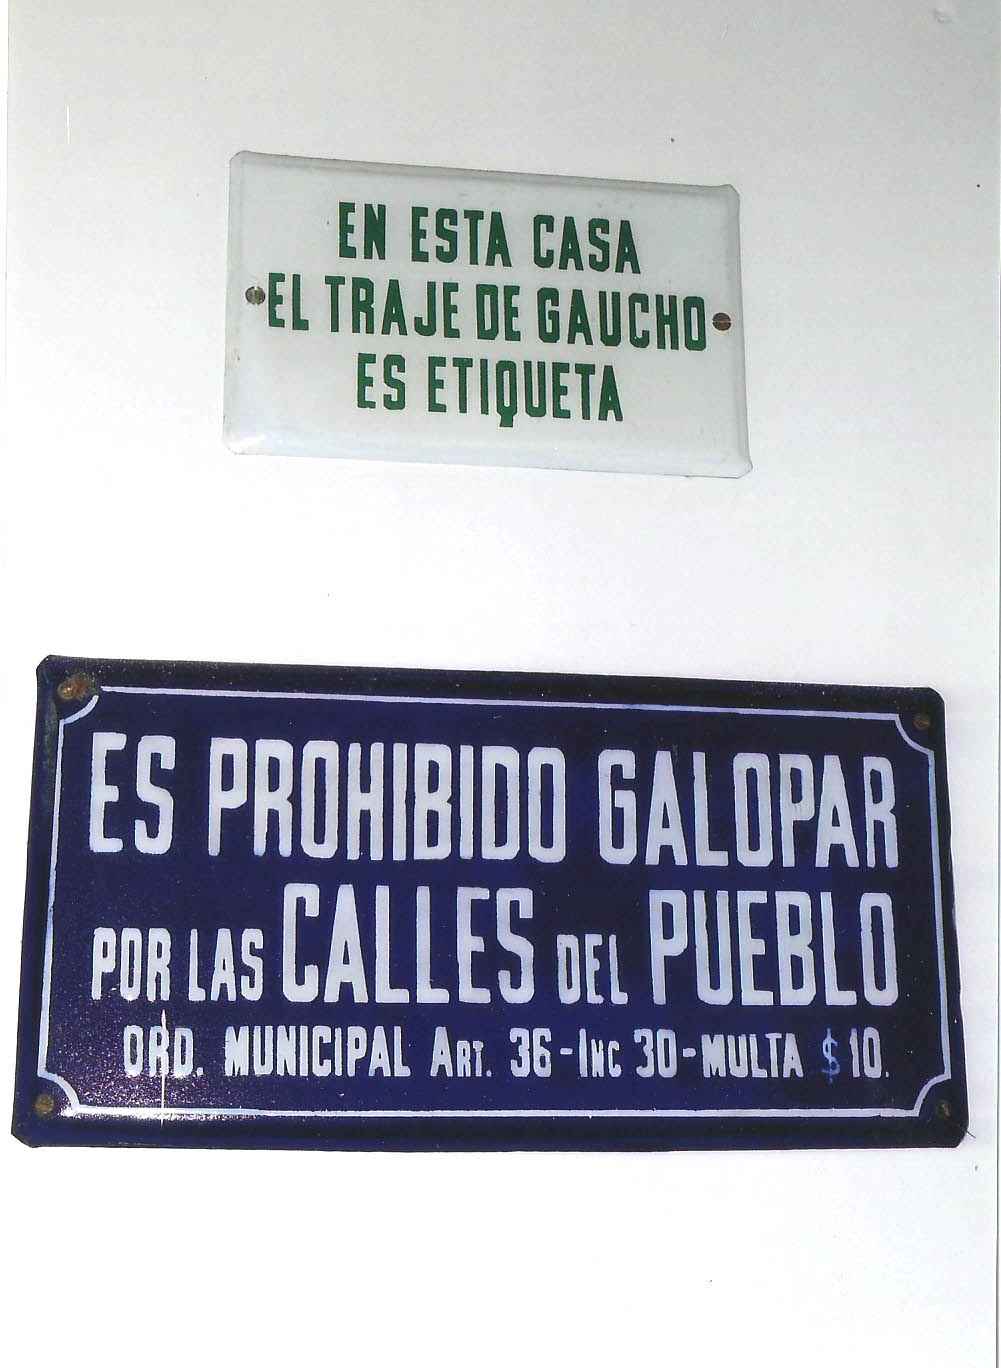 EN ESTA CASA
EL TRAJE DE GAUCHO
ES ETIQUETA
ES PROHIBIDO GALOPAR
POR LAS CALLES DEL PUEBLO
ORD. MUNICIPAL ART. 36-INC 30-MULTA $10.